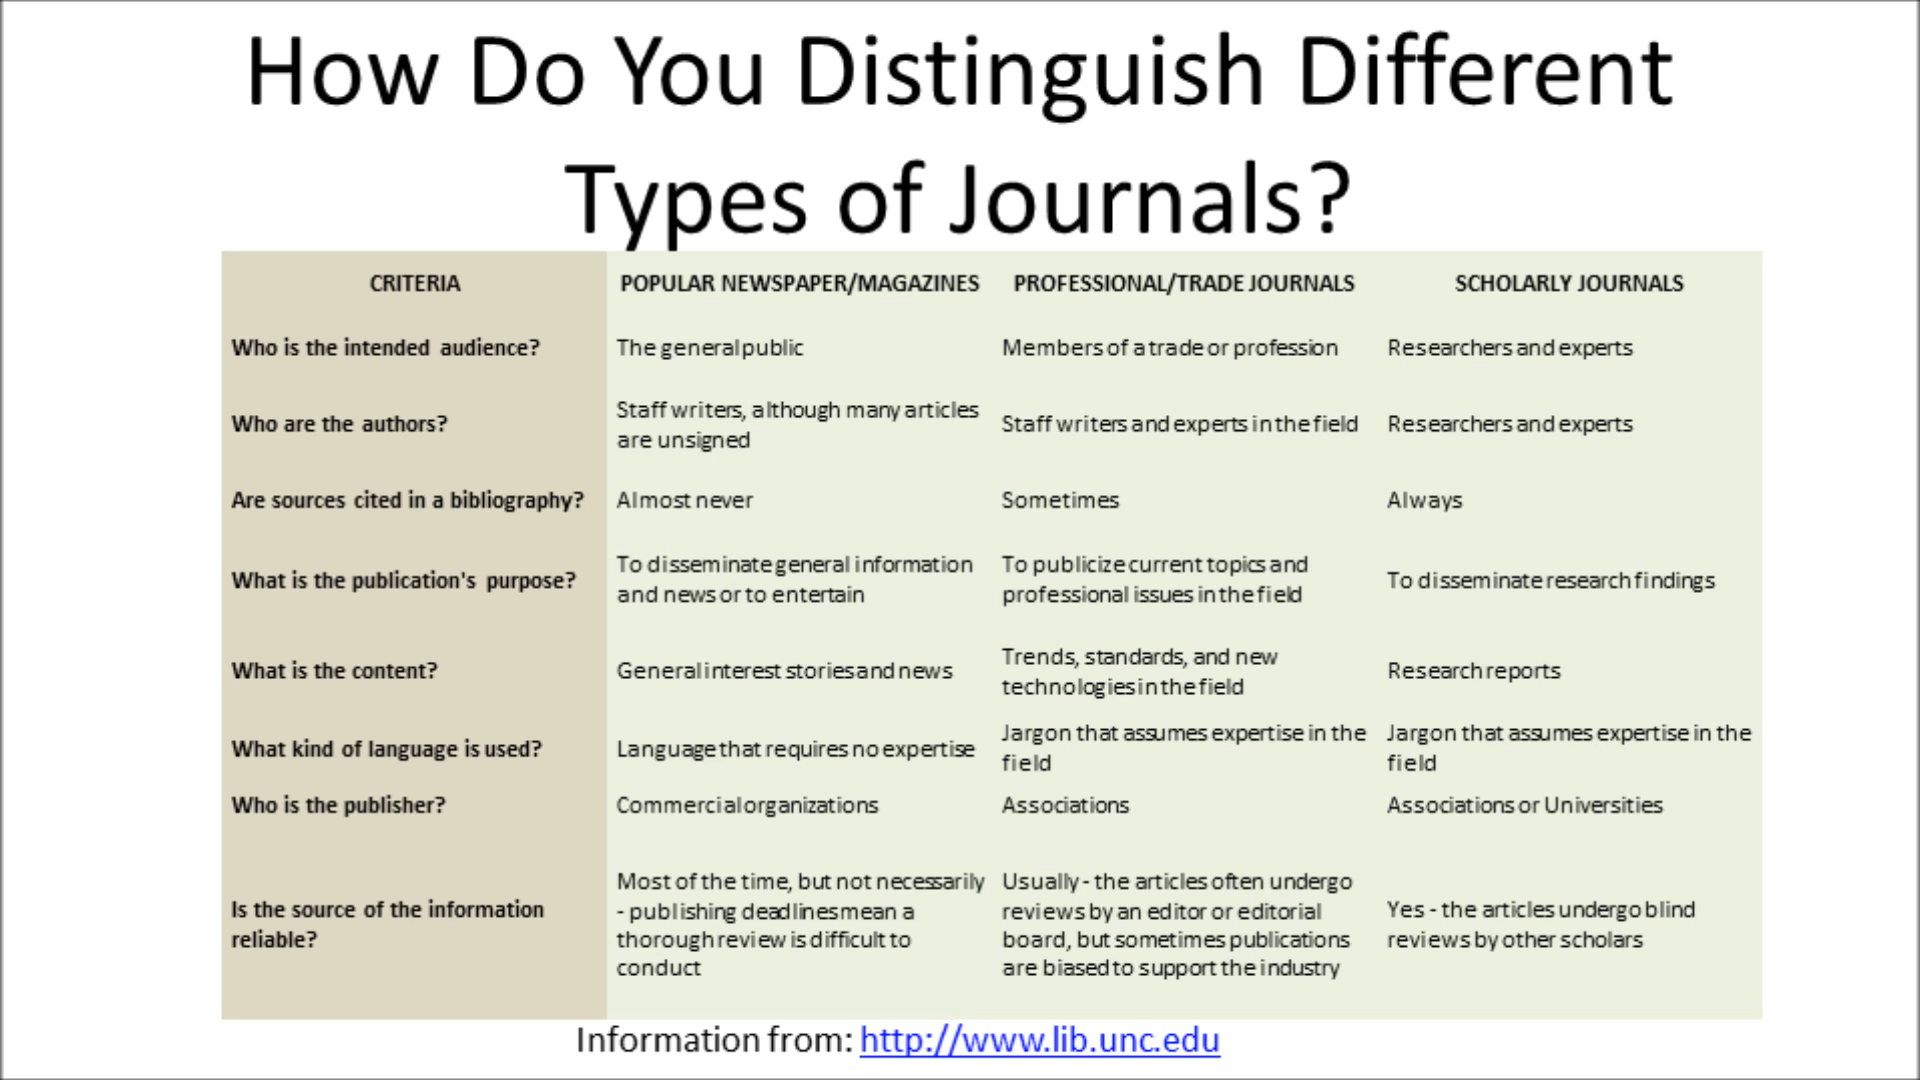 How Do You Distinguish Different
Types of Journals?
CRITERIA POPULAR NEWSPAPER/MAGAZINES PROFESSIONAL/TRADE JOURNALS SCHOLARLY JOURNALS
Who is the intended audience? The general public Members of a trade or profession Researchers and experts
Who are the authors? Staff writers, although many articles
are unsigned Staff writers and experts in the field Researchers and experts
Are sources cited in a bibliography? Almost never Sometimes Always
What is the publication's purpose? To disseminate general information
and news or to entertain To publicize current topics and
professional issues in the field To disseminate research findings
What is the content? General interest stories and news Trends, standards, and new
technologies in the field Research reports
What kind of language is used? Language that requires no expertise Jargon that assumes expertise in the
field Jargon that assumes expertise in the
field
Who is the publisher? Commercial organizations Associations Associations or Universities
Is the source of the information
reliable? Most of the time, but not necessarily
- publishing deadlines mean a
thorough review is difficult to
conduct Usually - the articles often undergo
reviews by an editor or editorial
board, but sometimes publications
are biased to support the industry Yes - the articles undergo blind
reviews by other scholars
Information from: http://www.lib.unc.edu